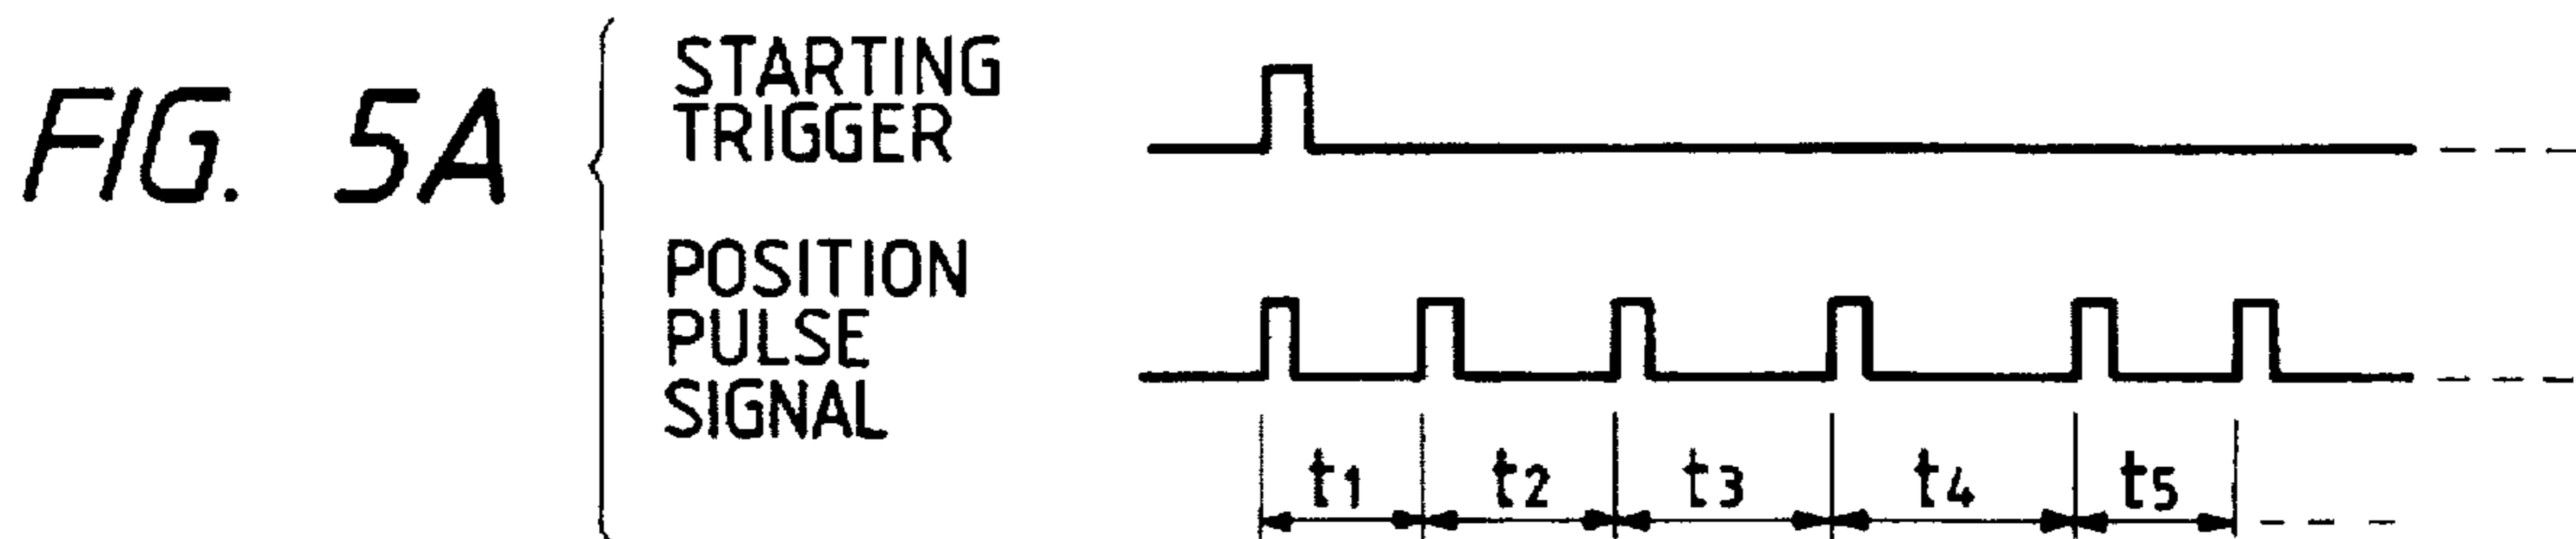 FIG. 5A
STARTING
TRIGGER
POSITION
PULSE
SIGNAL
t1 t2 t3 t4 t5